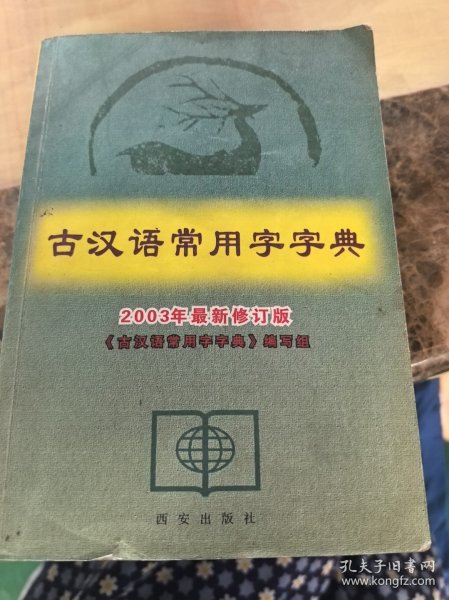 古汉语常用字字典
2003年最新修订版
《古汉语常用字字典》编写组
西安出版社
孔夫子旧书网
www.kongfz.com